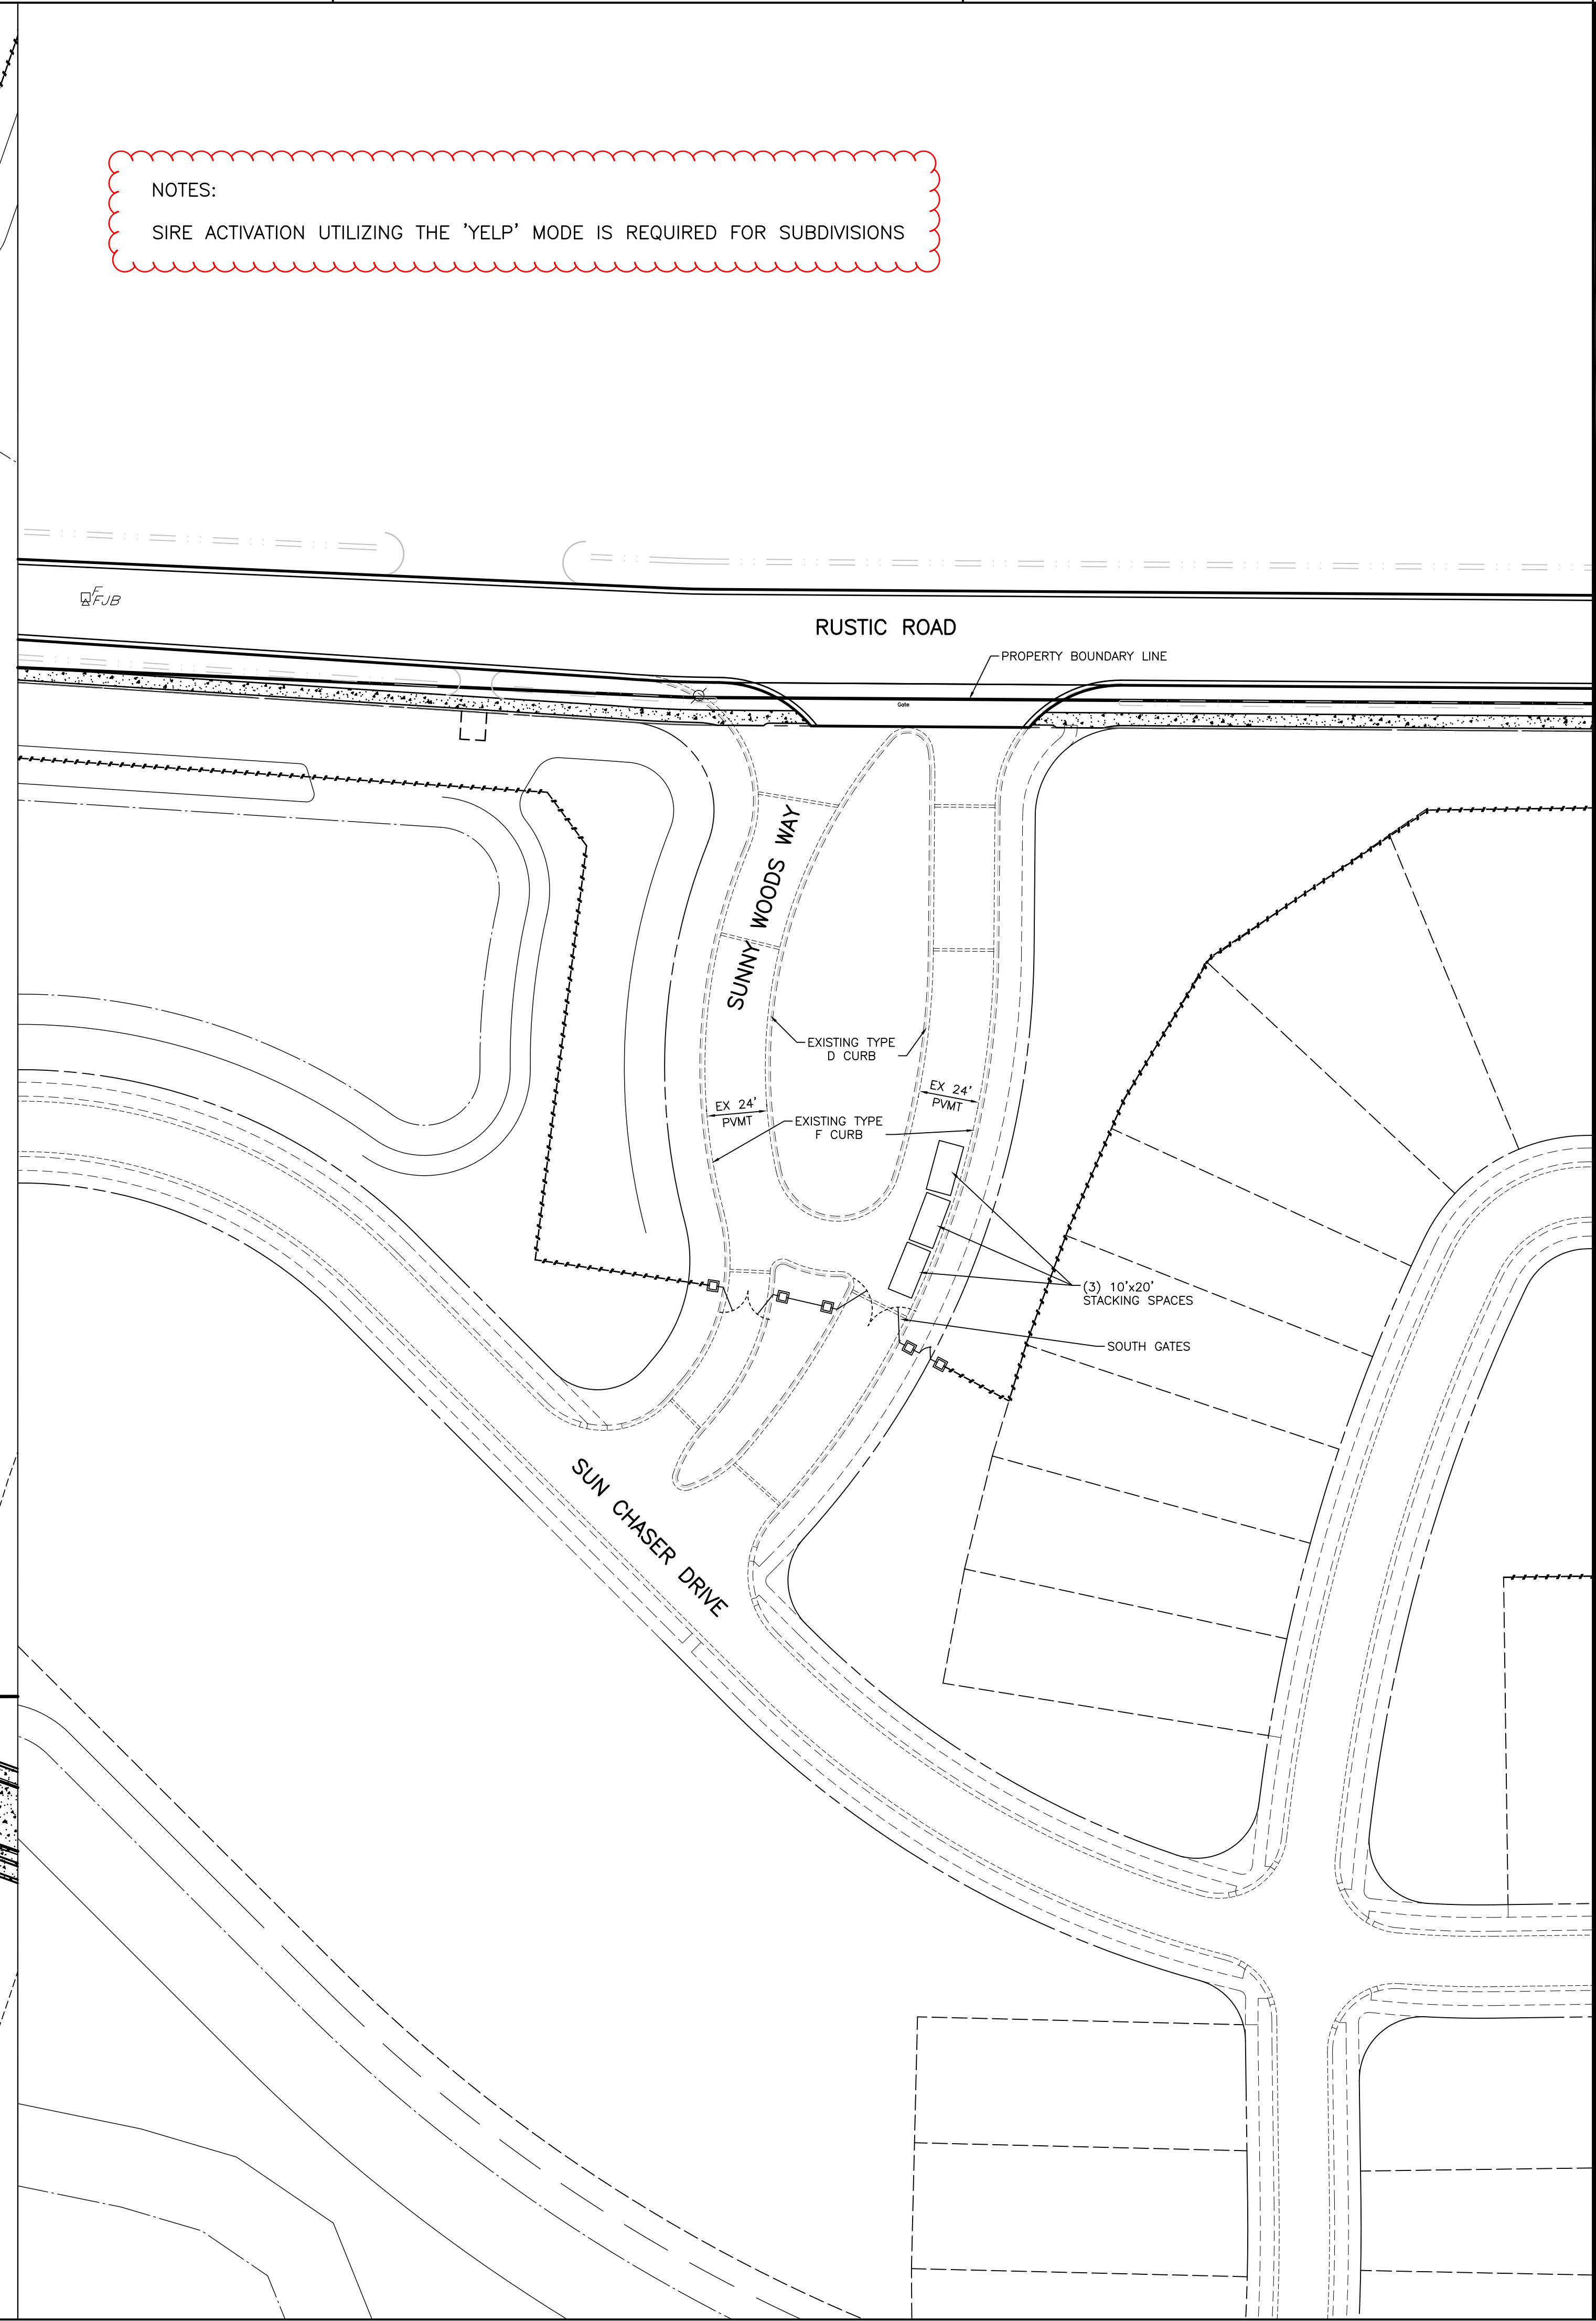 NOTES:
SIRE ACTIVATION UTILIZING THE 'YELP' MODE IS REQUIRED FOR SUBDIVISIONS
F
FJB
RUSTIC ROAD
PROPERTY BOUNDARY LINE
Gate
SUNNY WOODS WAY
EXISTING TYPE
D CURB
EX 24'
PVMT
EX 24'
PVMT
EXISTING TYPE
F CURB
(3) 10'x20'
STACKING SPACES
SOUTH GATES
SUN CHASER DRIVE